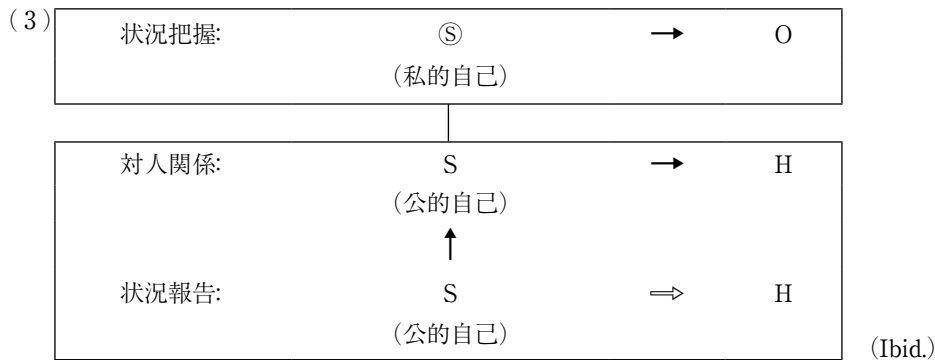 (3)
状況把握: Ⓢ → O
(私的自己)
対人関係: S → H
(公的自己)
↑
状況報告: S ⇒ H
(公的自己)
(Ibid.)